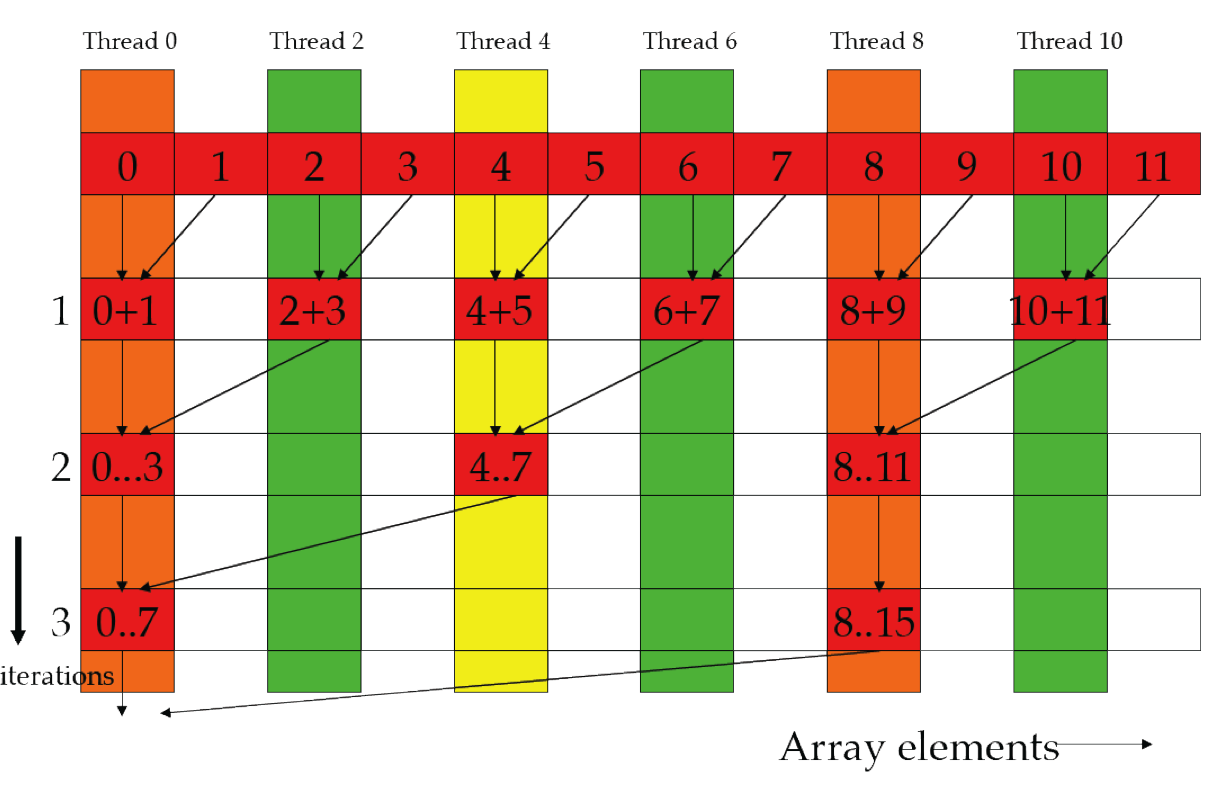 Thread 0 Thread 2 Thread 4 Thread 6 Thread 8 Thread 10
0 1 2 3 4 5 6 7 8 9 10 11
1 0+1 2+3 4+5 6+7 8+9 10+11
2 0...3 4..7 8..11
3 0..7 8..15
iterations
Array elements